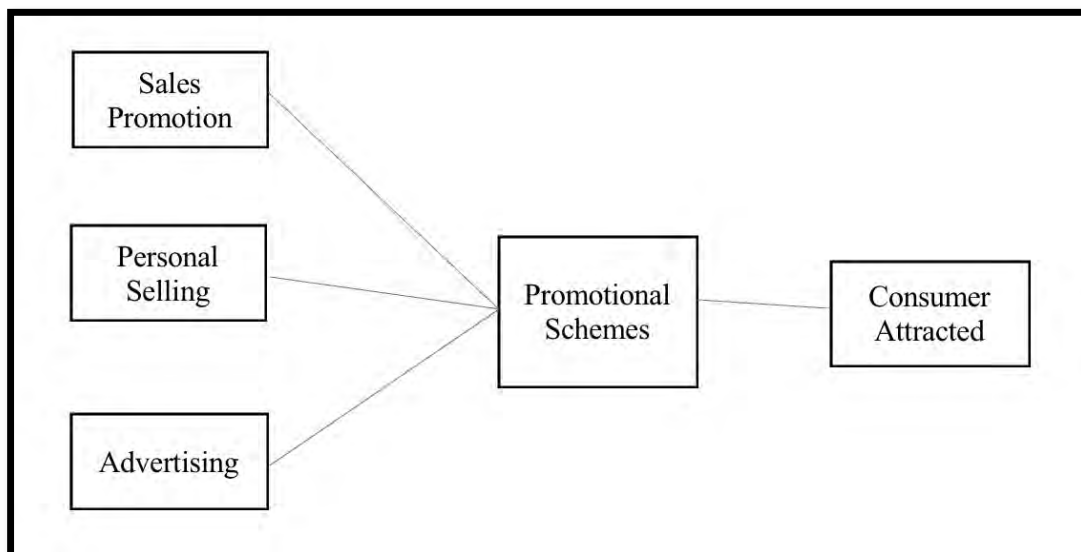 Sales
Promotion
Personal
Selling
Advertising
Promotional
Schemes
Consumer
Attracted